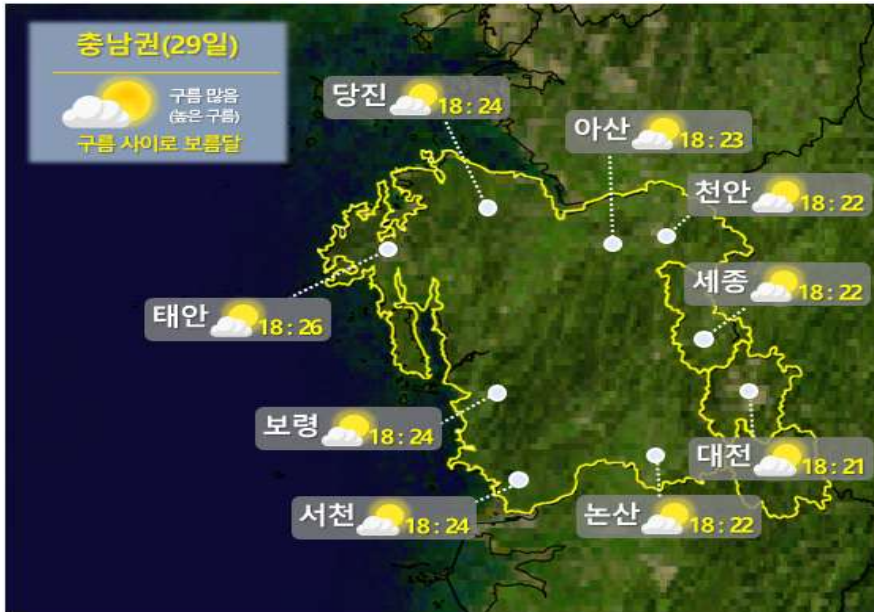 충남권(29일)
구름 많음
(높은 구름)
구름 사이로 보름달
당진 18 : 24
아산 18 : 23
천안 18 : 22
세종 18 : 22
태안 18 : 26
보령 18 : 24
대전 18 : 21
서천 18 : 24
논산 18 : 22